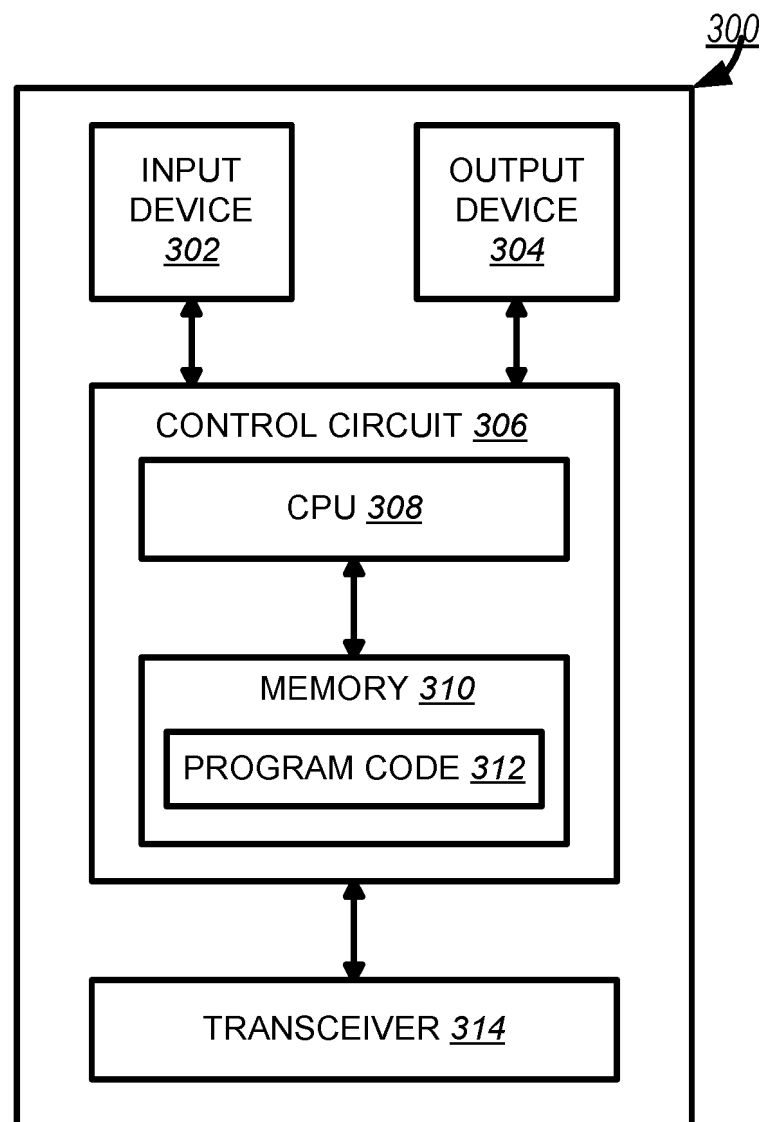 300
INPUT
DEVICE
302
OUTPUT
DEVICE
304
CONTROL CIRCUIT 306
CPU 308
MEMORY 310
PROGRAM CODE 312
TRANSCEIVER 314